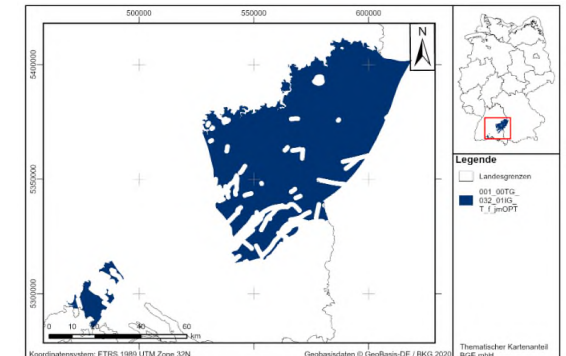 500000 550000 600000
N
5400000
5350000
5300000
0 10 20 40 60
km
Koordinatensystem: ETRS 1989 UTM Zone 32N
Geobasisdaten © GeoBasis-DE / BKG 2020
Legende
Landesgrenzen
001_00TG_
032_01IG_
T_f_jmOPT
Thematischer Kartenanteil
BGE mbH